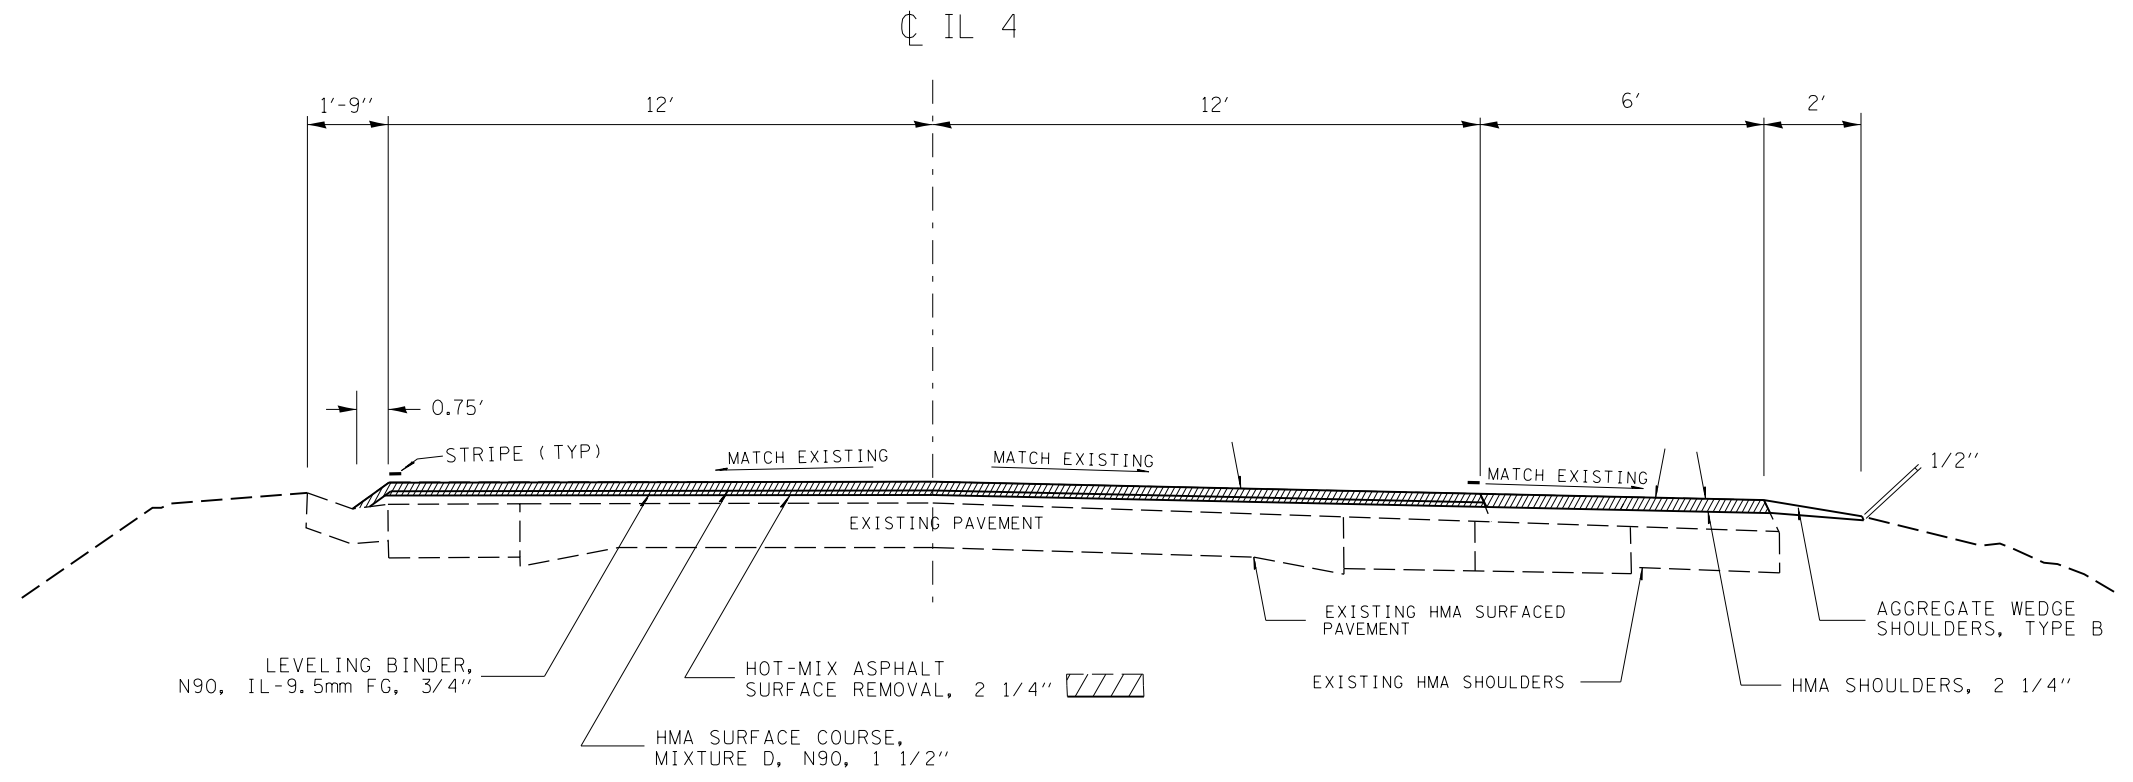 ℄ IL 4
1'-9" 12' 12' 6' 2'
0.75'
STRIPE (TYP)
MATCH EXISTING
MATCH EXISTING
MATCH EXISTING
1/2"
EXISTING PAVEMENT
EXISTING HMA SURFACED
PAVEMENT
AGGREGATE WEDGE
SHOULDERS, TYPE B
LEVELING BINDER,
N90, IL-9.5mm FG, 3/4"
HOT-MIX ASPHALT
SURFACE REMOVAL, 2 1/4"
EXISTING HMA SHOULDERS
HMA SHOULDERS, 2 1/4"
HMA SURFACE COURSE,
MIXTURE D, N90, 1 1/2"